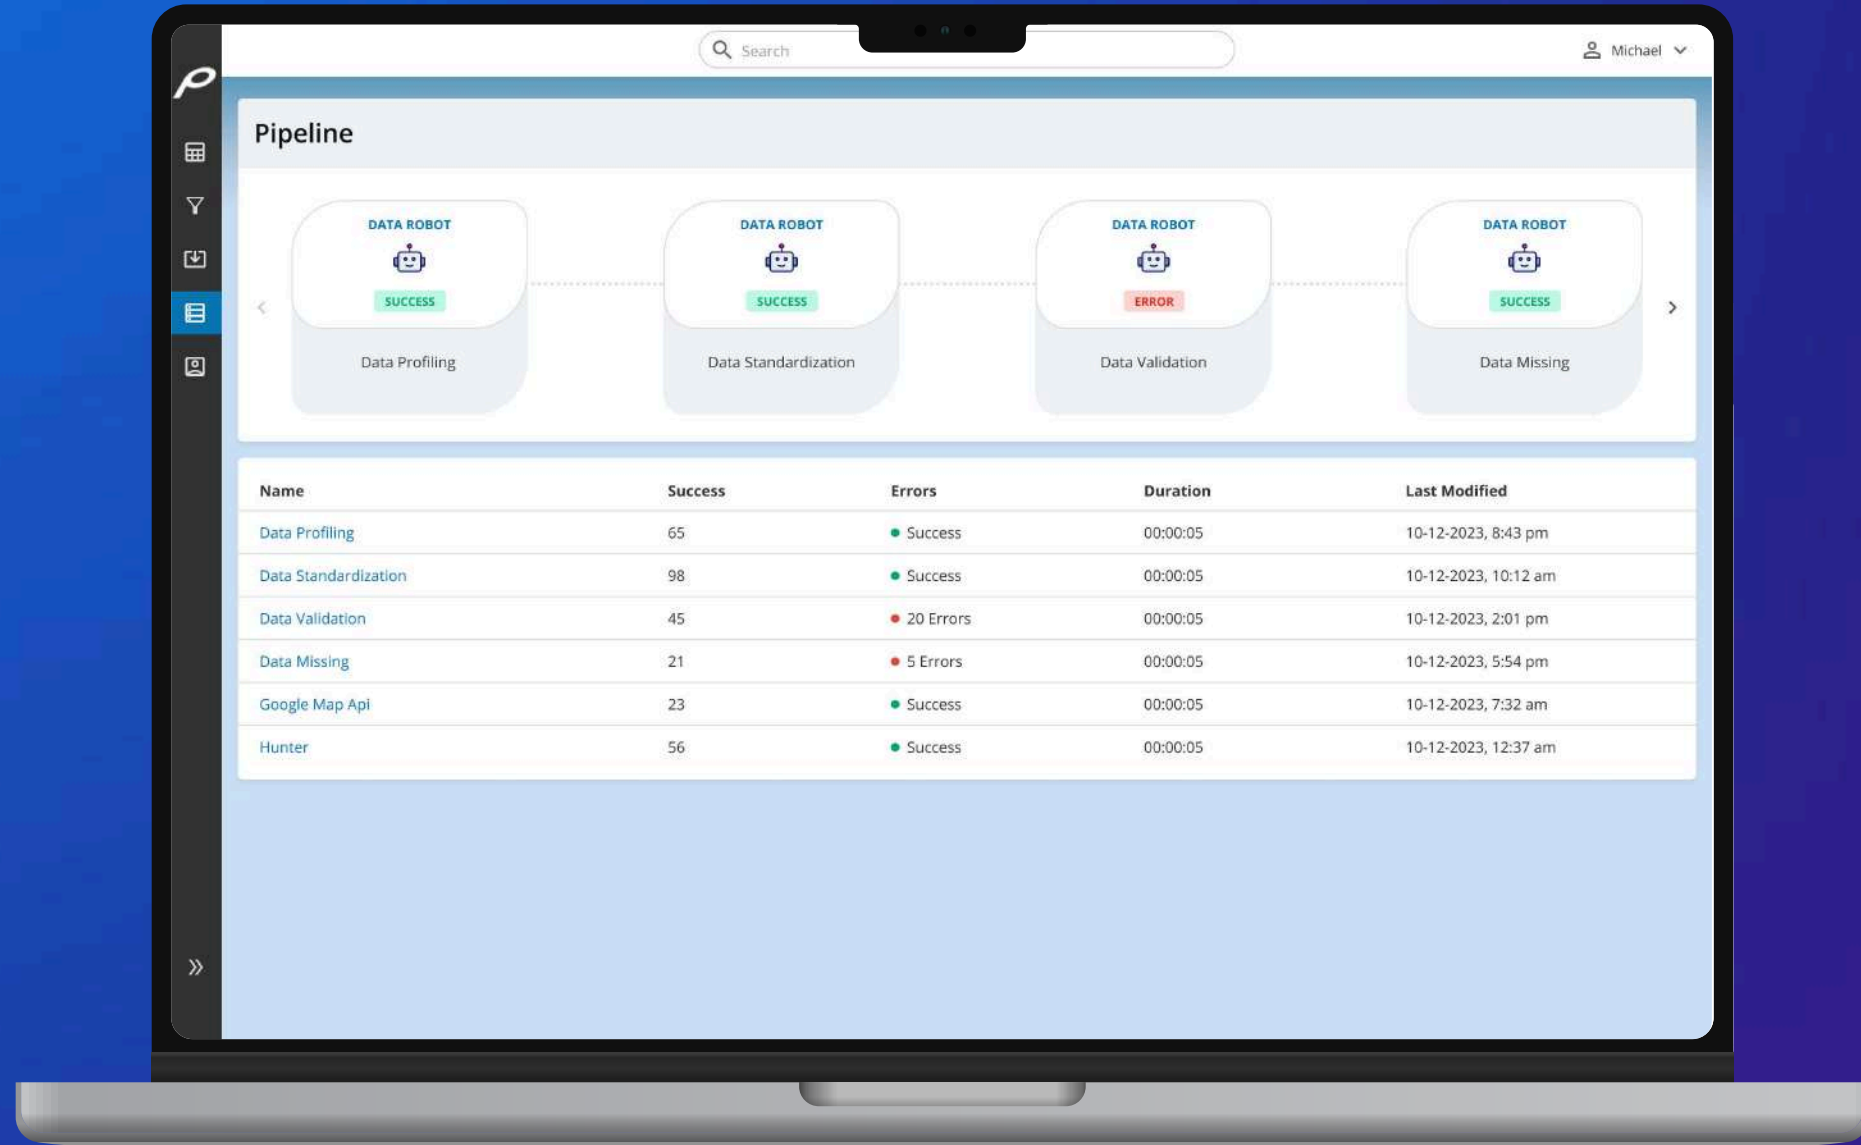 Search
Michael
Pipeline
DATA ROBOT DATA ROBOT DATA ROBOT DATA ROBOT
SUCCESS SUCCESS ERROR SUCCESS
Data Profiling Data Standardization Data Validation Data Missing
Name Success Errors Duration Last Modified
Data Profiling 65 Success 00:00:05 10-12-2023, 8:43 pm
Data Standardization 98 Success 00:00:05 10-12-2023, 10:12 am
Data Validation 45 20 Errors 00:00:05 10-12-2023, 2:01 pm
Data Missing 21 5 Errors 00:00:05 10-12-2023, 5:54 pm
Google Map Api 23 Success 00:00:05 10-12-2023, 7:32 am
Hunter 56 Success 00:00:05 10-12-2023, 12:37 am